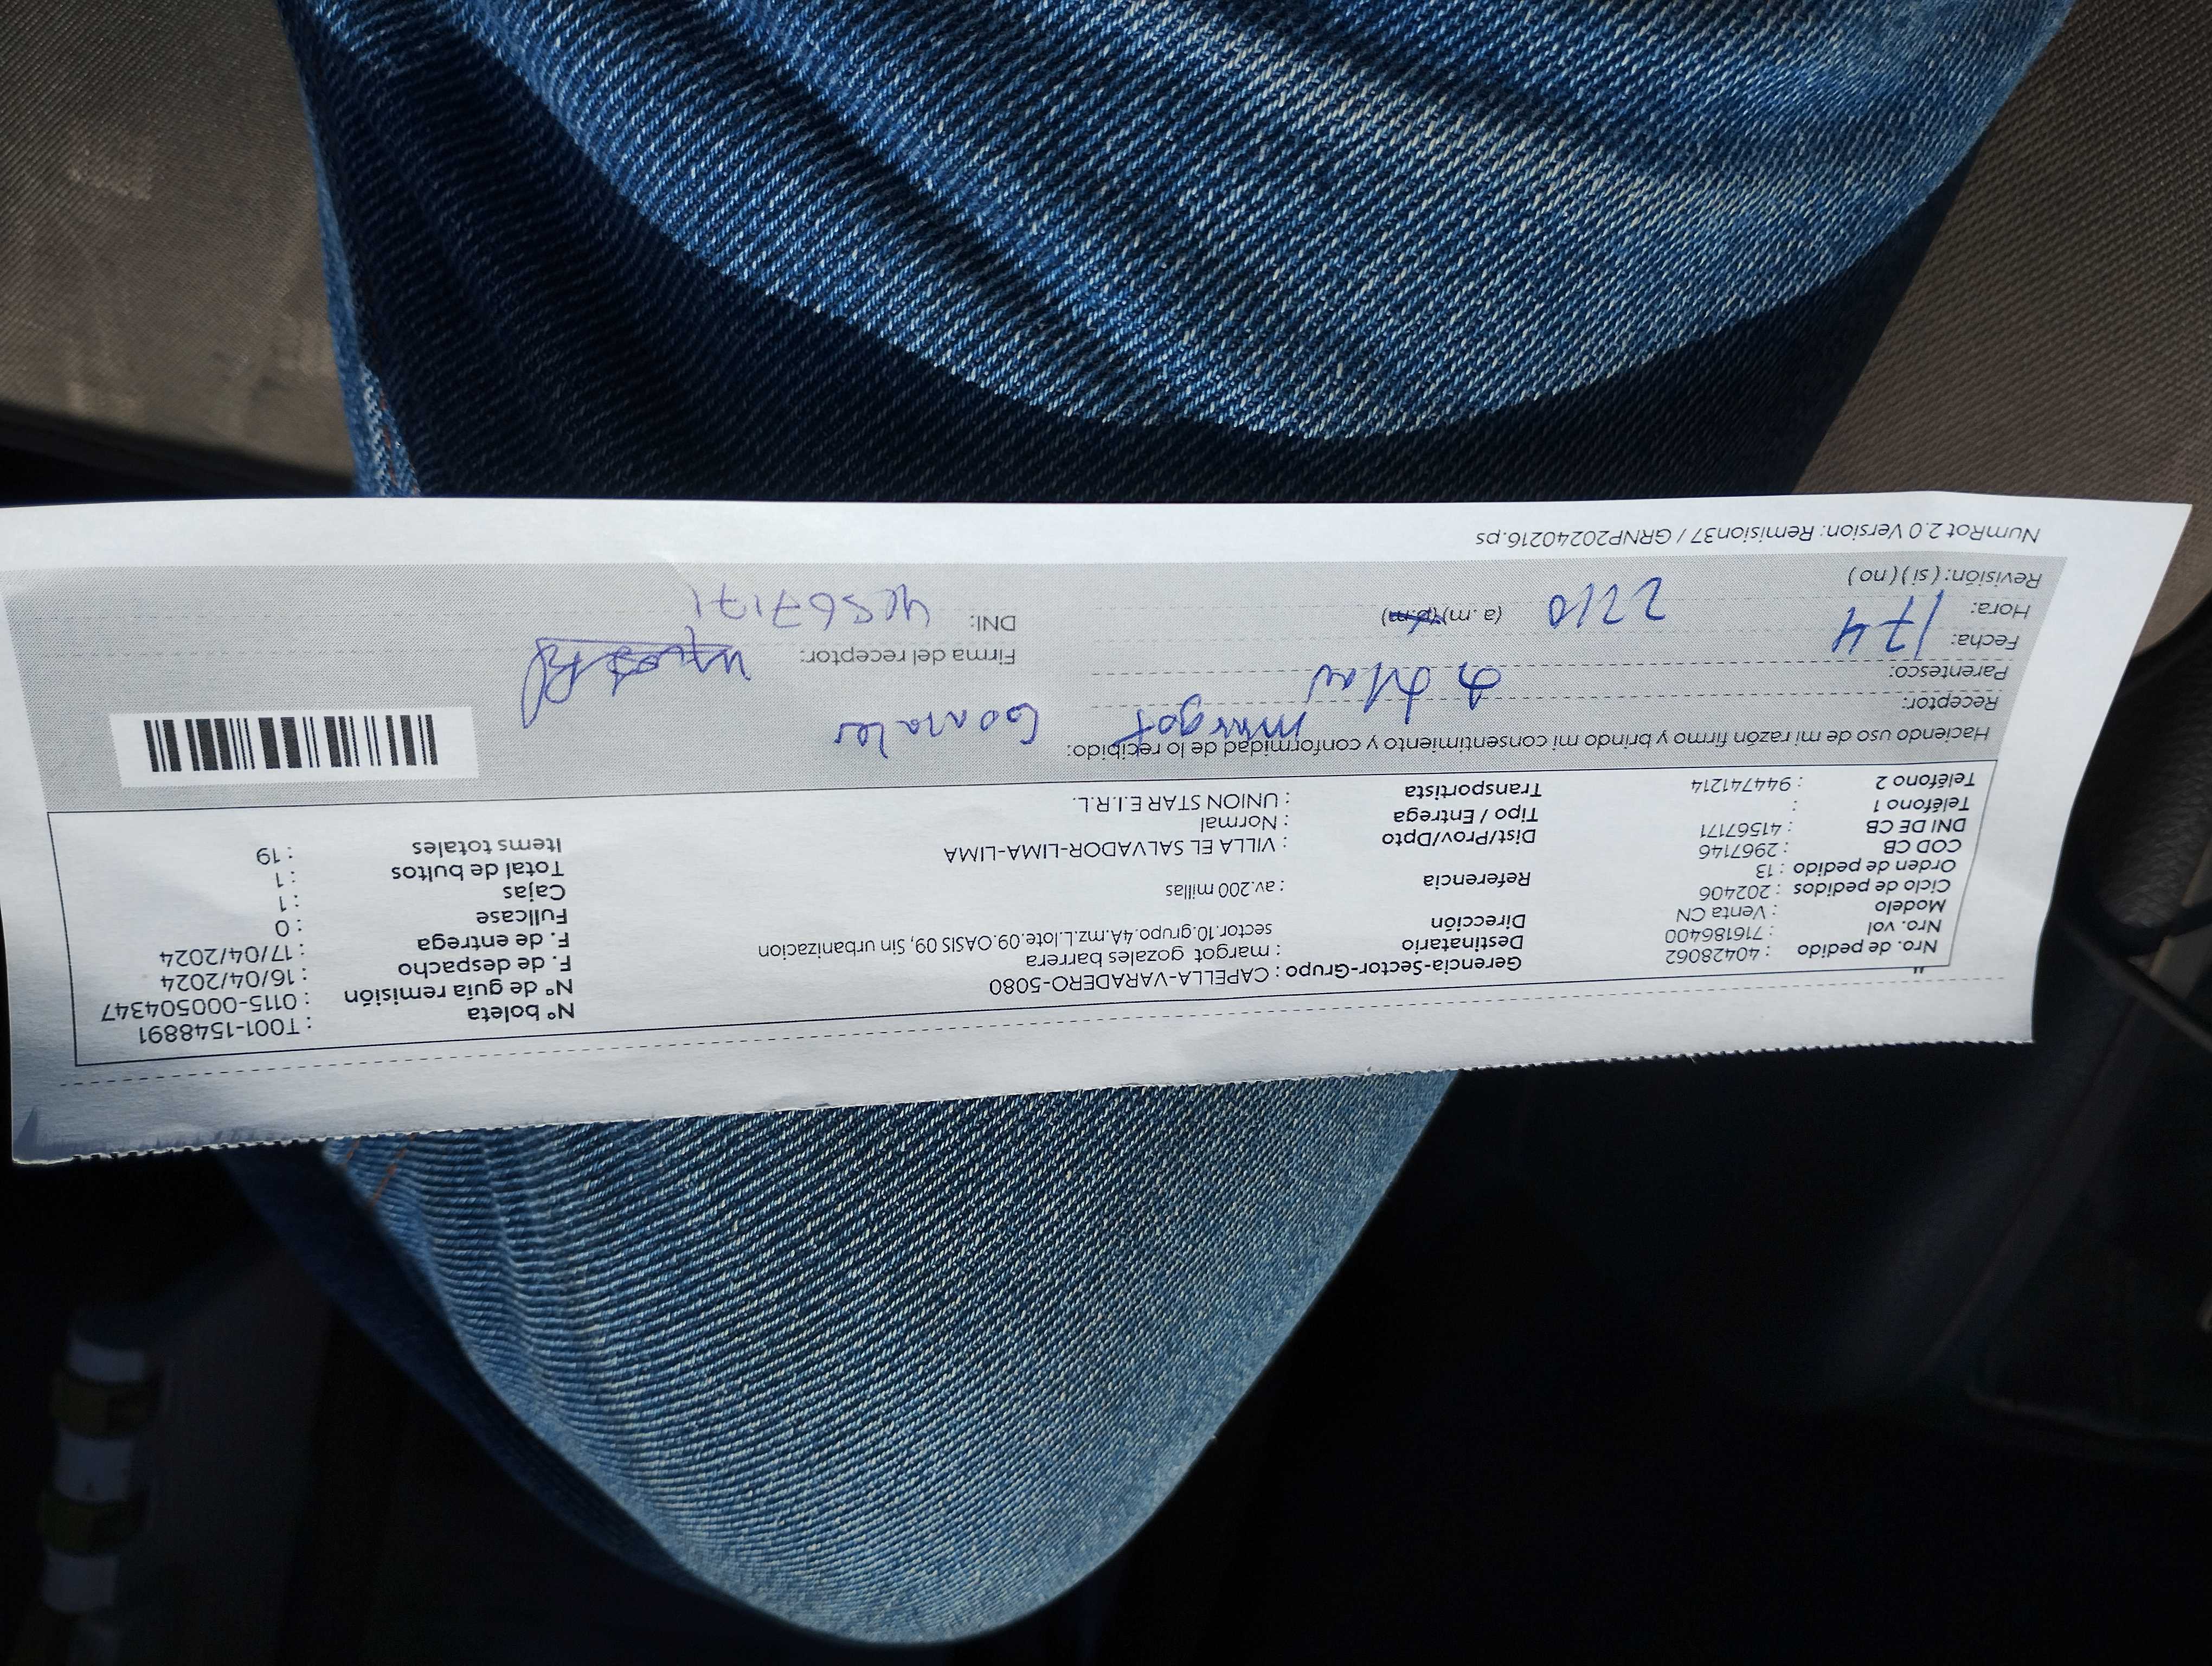 Nro. de pedido : 40428062
Nro. vol : 716186400
Modelo : Venta CN
Ciclo de pedidos : 202406
Orden de pedido : 13
COD CB : 2967146
DNI DE CB : 41567171
Teléfono 1 :
Teléfono 2 : 944741214
Gerencia-Sector-Grupo : CAPELLA-VARADERO-5080
Destinatario : margot gozales barrera
Dirección sector.10.grupo.4A.mz.L.lote.09.OASIS 09, Sin urbanizacion
Referencia : av.200 millas
Dist/Prov/Dpto : VILLA EL SALVADOR-LIMA-LIMA
Tipo / Entrega : Normal
Transportista : UNION STAR E.I.R.L.
N° boleta : T001-1548891
N° de guía remisión : 0115-000504347
F. de despacho : 16/04/2024
F. de entrega : 17/04/2024
Fullcase : 0
Cajas : 1
Total de bultos : 1
Items totales : 19
Haciendo uso de mi razón firmo y brindo mi consentimiento y conformidad de lo recibido:
Receptor: margot Gonzales
Parentesco:
Fecha: 17 4
Hora: (a.m)(p.m)
Revisión: ( si ) ( no )
Firma del receptor:
DNI:
NumRot 2.0 Version: Remision37 / GRNP20240216.ps